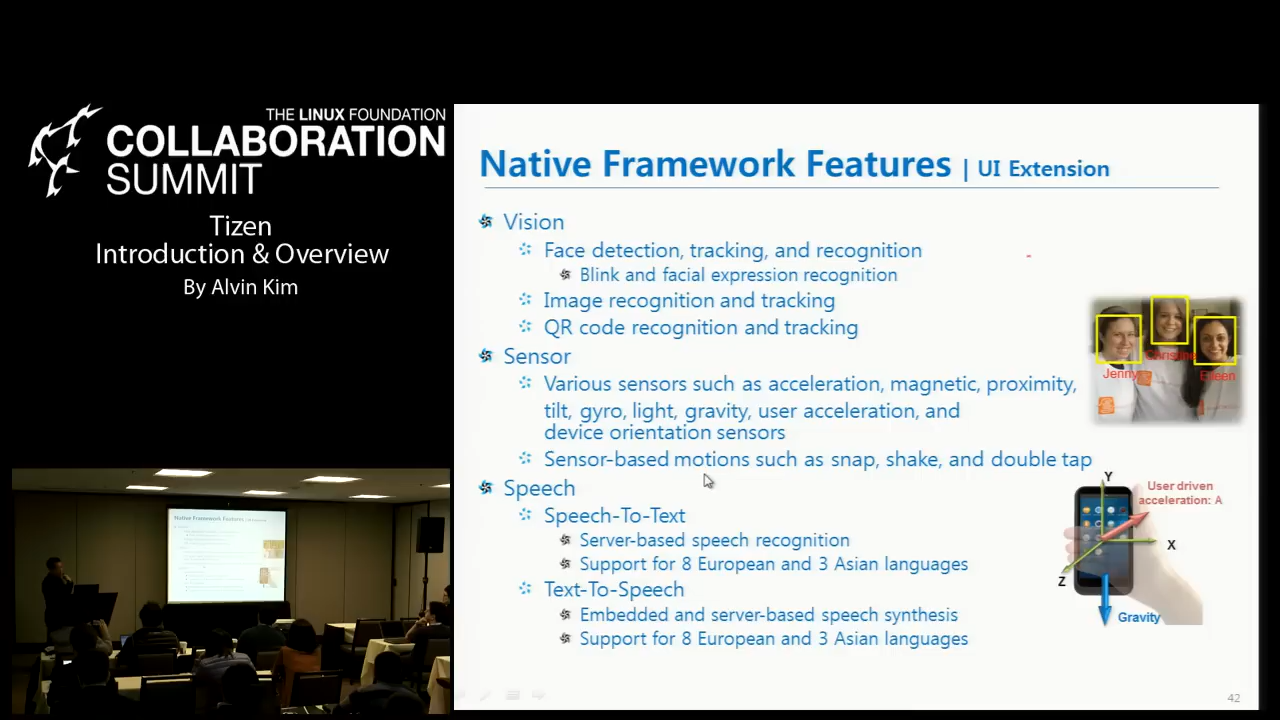 THE LINUX FOUNDATION
COLLABORATION
SUMMIT
Tizen
Introduction & Overview
By Alvin Kim
Native Framework Features | UI Extension
Vision
Face detection, tracking, and recognition
Blink and facial expression recognition
Image recognition and tracking
QR code recognition and tracking
Sensor
Various sensors such as acceleration, magnetic, proximity,
tilt, gyro, light, gravity, user acceleration, and
device orientation sensors
Sensor-based motions such as snap, shake, and double tap
Speech
Speech-To-Text
Server-based speech recognition
Support for 8 European and 3 Asian languages
Text-To-Speech
Embedded and server-based speech synthesis
Support for 8 European and 3 Asian languages
Jenny
Christine
Eileen
Y
User driven
acceleration: A
X
Z
Gravity
42
Native Framework Features